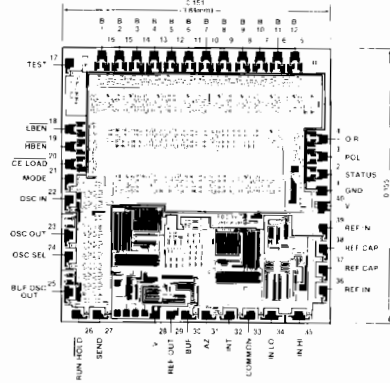 0.151
B B B B B B B B B B B B
1 2 3 4 5 6 7 8 9 10 11 12
16 15 14 13 12 11 10 9 8 7 6 5
TEST 17
LBEN 18
HBEN 19
CE LOAD 20
MODE 21
OSC IN 22
OSC OUT 23
OSC SEL 24
BUF OSC OUT 25
4 O R
3 POL
2 STATUS
1 GND
40 V
39 REF IN
38 REF CAP
37 REF CAP
36 REF IN
0.155
26 27 28 29 30 31 32 33 34 35
RUN HOLD
SEND
V
REF OUT
BUF
AZ
INT
COMMON
IN LO
IN HI